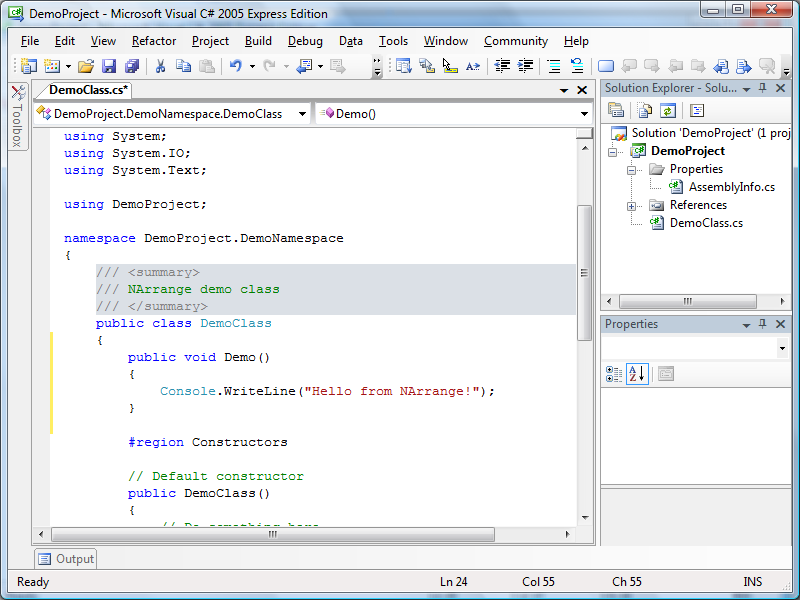 DemoProject - Microsoft Visual C# 2005 Express Edition
File Edit View Refactor Project Build Debug Data Tools Window Community Help
Toolbox
DemoClass.cs*
DemoProject.DemoNamespace.DemoClass Demo()
using System;
using System.IO;
using System.Text;
using DemoProject;
namespace DemoProject.DemoNamespace
{
/// <summary>
/// NArrange demo class
/// </summary>
public class DemoClass
{
public void Demo()
{
Console.WriteLine("Hello from NArrange!");
}
#region Constructors
// Default constructor
public DemoClass()
{
Solution Explorer - Solu...
Solution 'DemoProject' (1 proj
DemoProject
Properties
AssemblyInfo.cs
References
DemoClass.cs
Properties
Output
Ready Ln 24 Col 55 Ch 55 INS